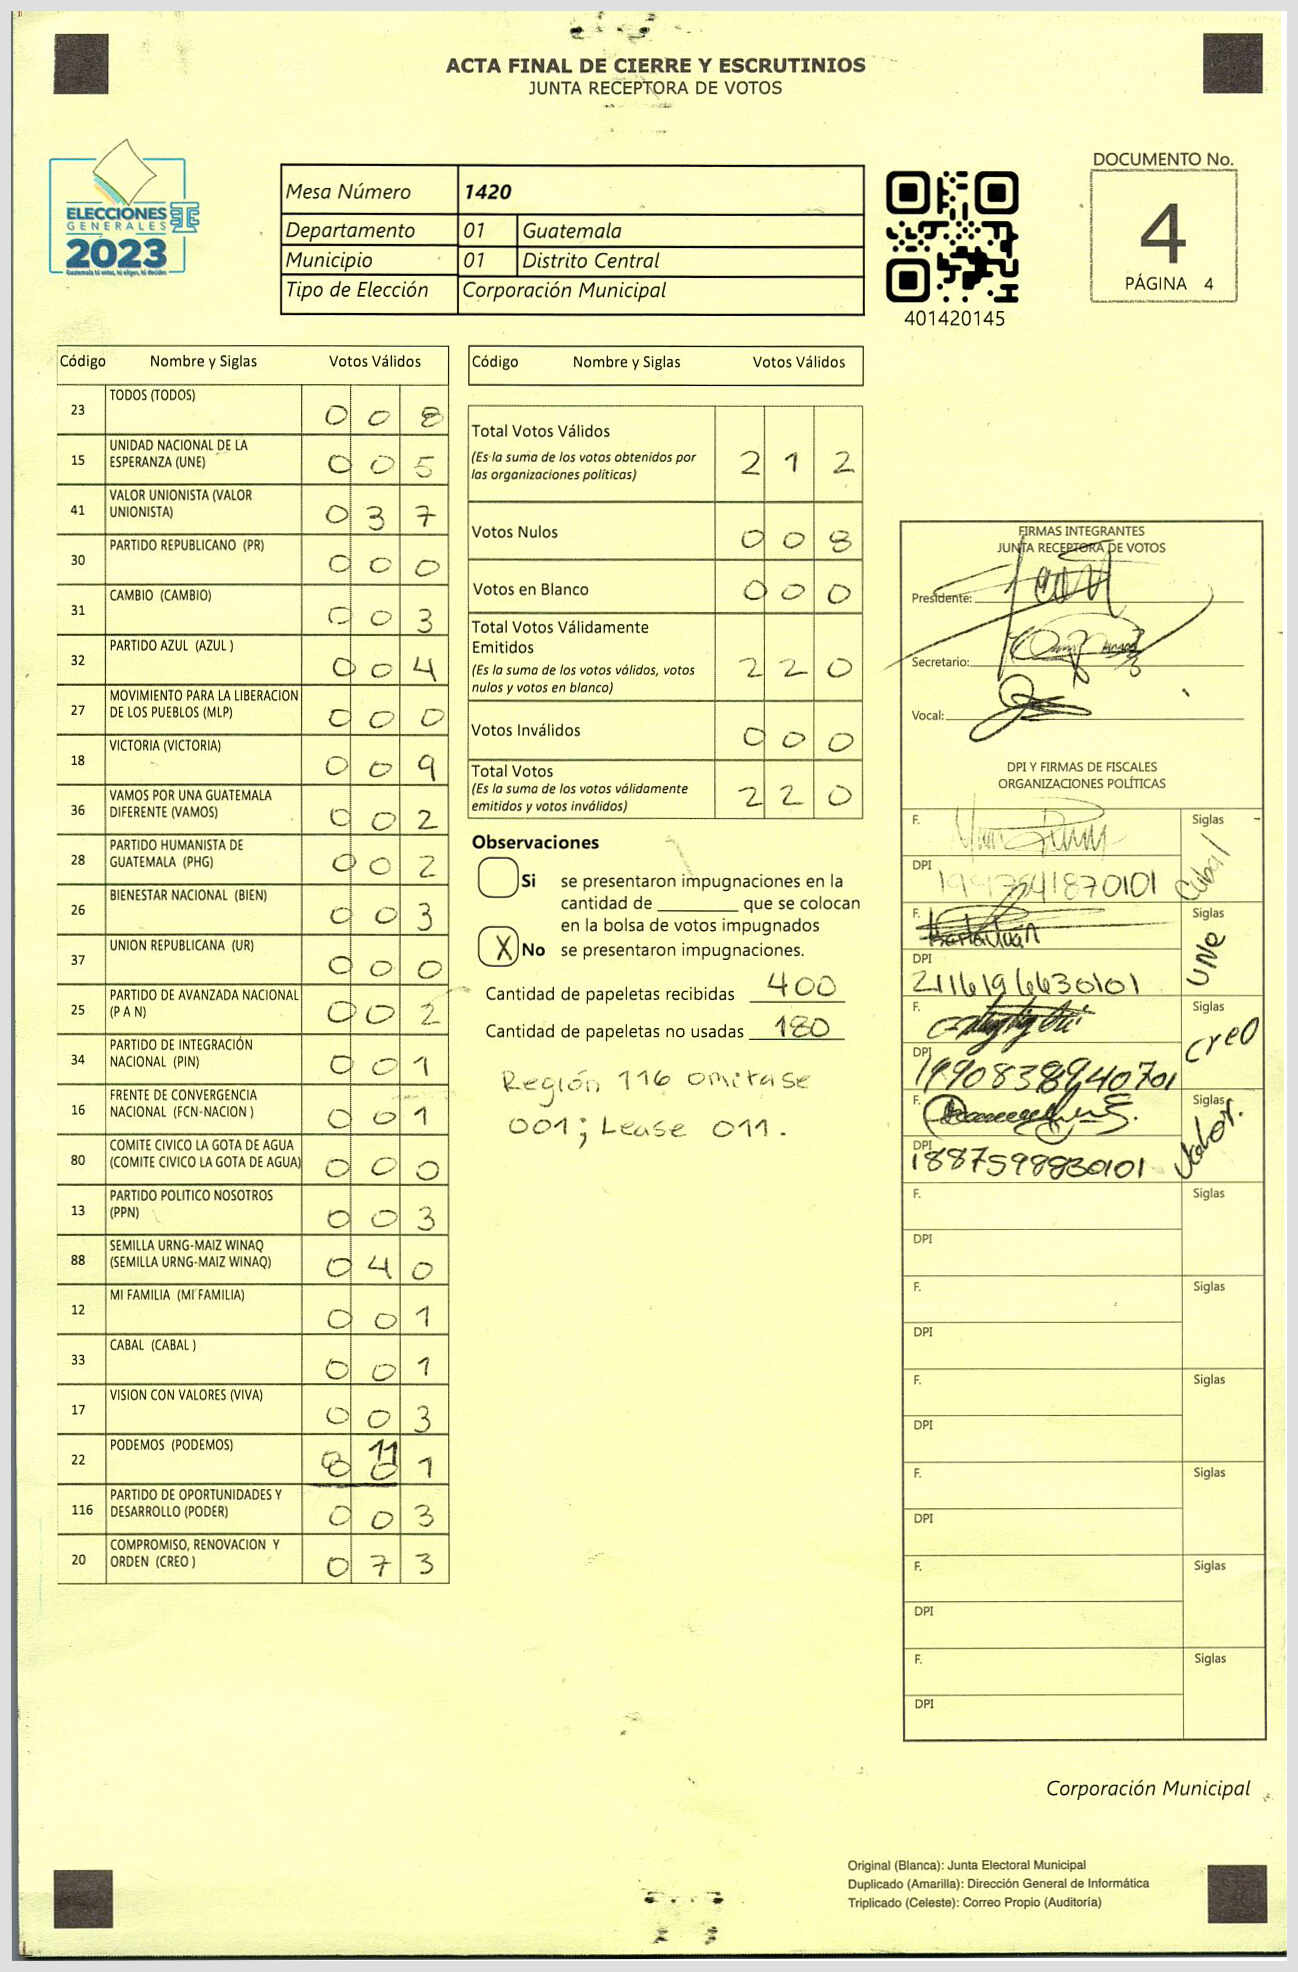 ACTA FINAL DE CIERRE Y ESCRUTINIOS
JUNTA RECEPTORA DE VOTOS
ELECCIONES
GENERALES
2023
Guatemala tú votas, tú eliges, tú decides
Mesa Número 1420
Departamento 01 Guatemala
Municipio 01 Distrito Central
Tipo de Elección Corporación Municipal
401420145
DOCUMENTO No.
4
PÁGINA 4
Código Nombre y Siglas Votos Válidos
23 TODOS (TODOS) 0 0 8
15 UNIDAD NACIONAL DE LA
ESPERANZA (UNE) 0 0 5
41 VALOR UNIONISTA (VALOR
UNIONISTA) 0 3 7
30 PARTIDO REPUBLICANO (PR) 0 0 0
31 CAMBIO (CAMBIO) 0 0 3
32 PARTIDO AZUL (AZUL ) 0 0 4
27 MOVIMIENTO PARA LA LIBERACION
DE LOS PUEBLOS (MLP) 0 0 0
18 VICTORIA (VICTORIA) 0 0 9
36 VAMOS POR UNA GUATEMALA
DIFERENTE (VAMOS) 0 0 2
28 PARTIDO HUMANISTA DE
GUATEMALA (PHG) 0 0 2
26 BIENESTAR NACIONAL (BIEN) 0 0 3
37 UNION REPUBLICANA (UR) 0 0 0
25 PARTIDO DE AVANZADA NACIONAL
(P A N) 0 0 2
34 PARTIDO DE INTEGRACIÓN
NACIONAL (PIN) 0 0 1
16 FRENTE DE CONVERGENCIA
NACIONAL (FCN-NACION ) 0 0 1
80 COMITE CIVICO LA GOTA DE AGUA
(COMITE CIVICO LA GOTA DE AGUA) 0 0 0
13 PARTIDO POLITICO NOSOTROS
(PPN) 0 0 3
88 SEMILLA URNG-MAIZ WINAQ
(SEMILLA URNG-MAIZ WINAQ) 0 4 0
12 MI FAMILIA (MI FAMILIA) 0 0 1
33 CABAL (CABAL ) 0 0 1
17 VISION CON VALORES (VIVA) 0 0 3
22 PODEMOS (PODEMOS) 11 0 1
116 PARTIDO DE OPORTUNIDADES Y
DESARROLLO (PODER) 0 0 3
20 COMPROMISO, RENOVACION Y
ORDEN (CREO ) 0 7 3
Código Nombre y Siglas Votos Válidos
Total Votos Válidos
(Es la suma de los votos obtenidos por
las organizaciones políticas) 2 1 2
Votos Nulos 0 0 8
Votos en Blanco 0 0 0
Total Votos Válidamente
Emitidos
(Es la suma de los votos válidos, votos
nulos y votos en blanco) 2 2 0
Votos Inválidos 0 0 0
Total Votos
(Es la suma de los votos válidamente
emitidos y votos inválidos) 2 2 0
Observaciones
Si se presentaron impugnaciones en la
cantidad de ________ que se colocan
en la bolsa de votos impugnados
X No se presentaron impugnaciones.
Cantidad de papeletas recibidas 400
Cantidad de papeletas no usadas 180
Región 116 omitase
001; Lease 011.
FIRMAS INTEGRANTES
JUNTA RECEPTORA DE VOTOS
Presidente:
Secretario:
Vocal:
DPI Y FIRMAS DE FISCALES
ORGANIZACIONES POLÍTICAS
F. Siglas
DPI Cabal
F. Siglas
DPI 2116196630101 UNE
F. Siglas
DPI 1990838940701 creo
F. Siglas
DPI 1887598830101 Valor.
F. Siglas
DPI
F. Siglas
DPI
F. Siglas
DPI
F. Siglas
DPI
F. Siglas
DPI
F. Siglas
DPI
Corporación Municipal
Original (Blanca): Junta Electoral Municipal
Duplicado (Amarilla): Dirección General de Informática
Triplicado (Celeste): Correo Propio (Auditoría)